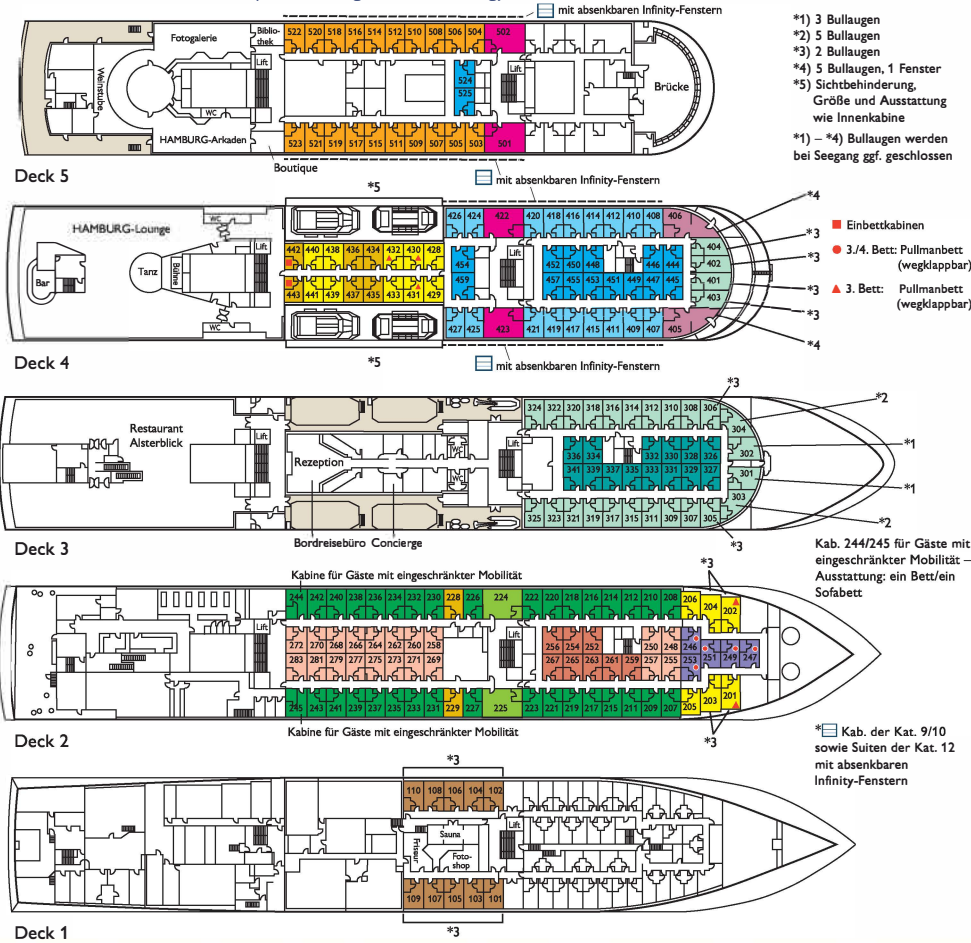 mit absenkbaren Infinity-Fenstern
Fotogalerie
Biblio-
thek
522 520 518 516 514 512 510 508 506 504 502
Lift
Weinstube
524
525
Lift
Brücke
WC
HAMBURG-Arkaden
523 521 519 517 515 511 509 507 505 503 501
Boutique
Deck 5
mit absenkbaren Infinity-Fenstern
*1) 3 Bullaugen
*2) 5 Bullaugen
*3) 2 Bullaugen
*4) 5 Bullaugen, 1 Fenster
*5) Sichtbehinderung,
Größe und Ausstattung
wie Innenkabine
*1) – *4) Bullaugen werden
bei Seegang ggf. geschlossen
*5
WC
HAMBURG-Lounge
426 424 422 420 418 416 414 412 410 408 406
*4
*3
*3
*3
*3
*4
Lift
442 440 438 436 434 432 430 428
454
459
Lift
452 450 448 446 444
457 455 453 451 449 447 445
404
402
401
403
Bar
Tanz
Bühne
443 441 439 437 435 433 431 429
WC
427 425 423 421 419 417 415 411 409 407 405
Deck 4
*5
mit absenkbaren Infinity-Fenstern
Einbettkabinen
3./4. Bett: Pullmanbett
(wegklappbar)
3. Bett: Pullmanbett
(wegklappbar)
*3
*2
*1
*1
*2
*3
Restaurant
Alsterblick
324 322 320 318 316 314 312 310 308 306
304
302
301
303
Lift
Rezeption
WC
WC
Lift
336 334 332 330 328 326
341 339 337 335 333 331 329 327
325 323 321 319 317 315 311 309 307 305
Deck 3
Bordreisebüro Concierge
Kab. 244/245 für Gäste mit
eingeschränkter Mobilität –
Ausstattung: ein Bett/ein
Sofabett
Kabine für Gäste mit eingeschränkter Mobilität
*3
244 242 240 238 236 234 232 230 228 226 224 222 220 218 216 214 212 210 208 206 204 202
272 270 268 266 264 262 260 258
283 281 279 277 275 273 271 269
Lift
256 254 252 250 248 246
267 265 263 261 259 257 255 253 251 249 247
245 243 241 239 237 235 233 231 229 227 225 223 221 219 217 215 211 209 207 205 203 201
Kabine für Gäste mit eingeschränkter Mobilität
*3
Deck 2
* Kab. der Kat. 9/10
sowie Suiten der Kat. 12
mit absenkbaren
Infinity-Fenstern
*3
110 108 106 104 102
Sauna
Friseur
Foto-
shop
Lift
109 107 105 103 101
Deck 1
*3